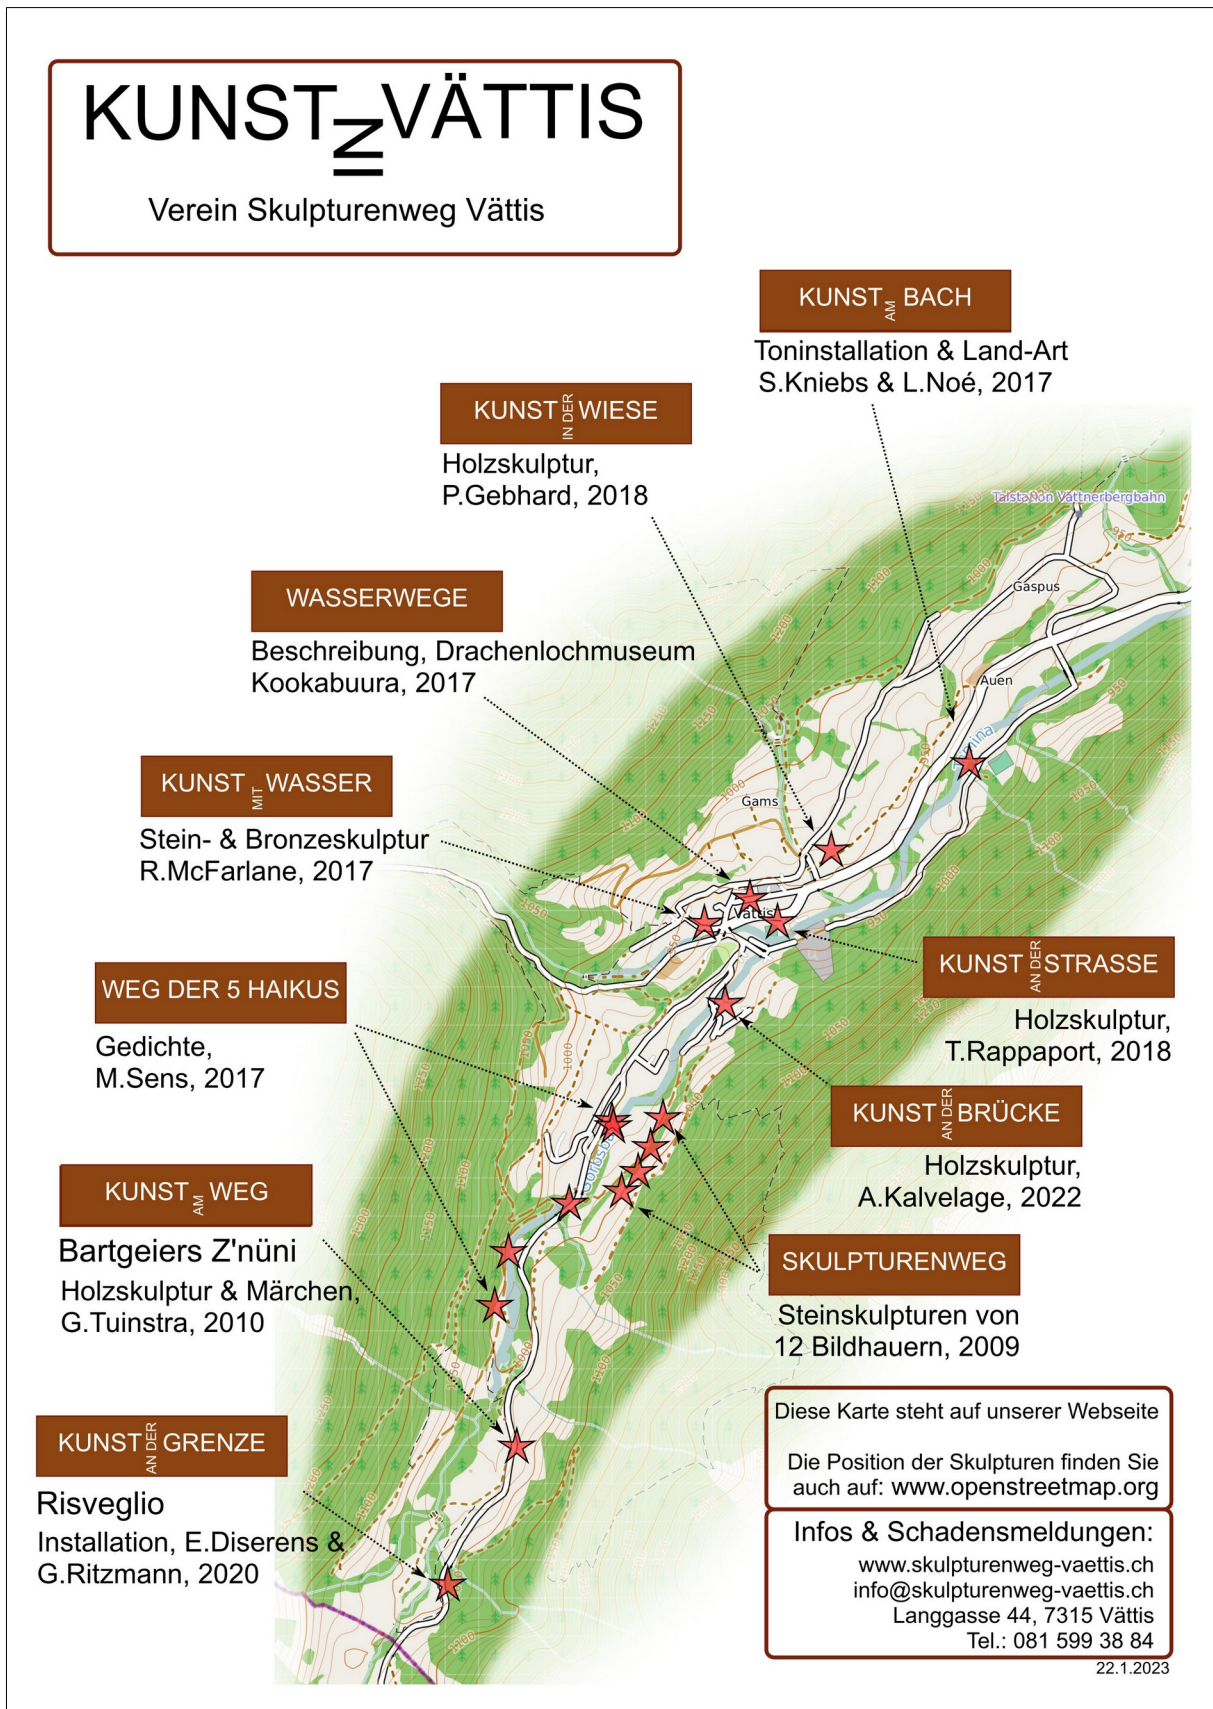 KUNST IN VÄTTIS
Verein Skulpturenweg Vättis
KUNST AM BACH
Toninstallation & Land-Art
S.Kniebs & L.Noé, 2017
KUNST IN DER WIESE
Holzskulptur,
P.Gebhard, 2018
WASSERWEGE
Beschreibung, Drachenlochmuseum
Kookabuura, 2017
KUNST MIT WASSER
Stein- & Bronzeskulptur
R.McFarlane, 2017
WEG DER 5 HAIKUS
Gedichte,
M.Sens, 2017
KUNST AM WEG
Bartgeiers Z'nüni
Holzskulptur & Märchen,
G.Tuinstra, 2010
KUNST AN DER GRENZE
Risveglio
Installation, E.Diserens &
G.Ritzmann, 2020
Talstation Vättnerbergbahn
Gaspus
Auen
Tamina
Gams
Vättis
KUNST AN DER STRASSE
Holzskulptur,
T.Rappaport, 2018
KUNST AN DER BRÜCKE
Holzskulptur,
A.Kalvelage, 2022
SKULPTURENWEG
Steinskulpturen von
12 Bildhauern, 2009
Diese Karte steht auf unserer Webseite
Die Position der Skulpturen finden Sie
auch auf: www.openstreetmap.org
Infos & Schadensmeldungen:
www.skulpturenweg-vaettis.ch
info@skulpturenweg-vaettis.ch
Langgasse 44, 7315 Vättis
Tel.: 081 599 38 84
22.1.2023